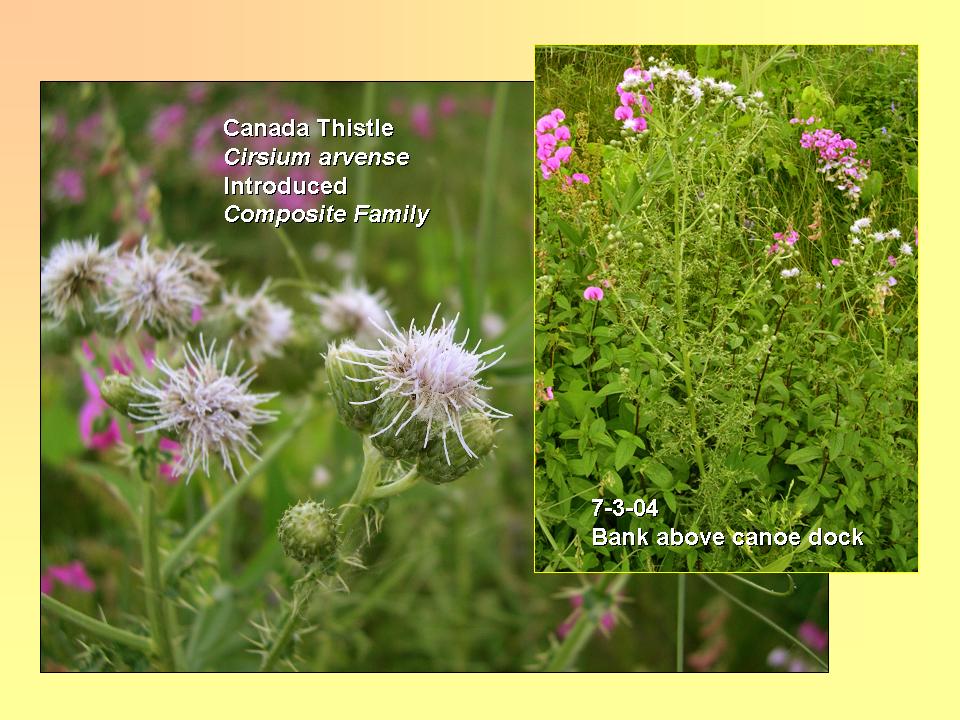 Canada Thistle
Cirsium arvense
Introduced
Composite Family
7-3-04
Bank above canoe dock